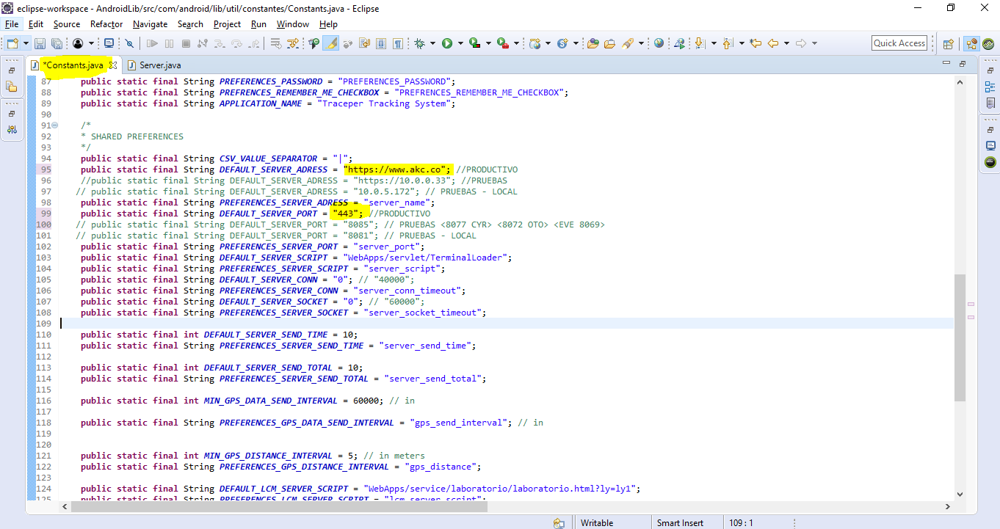 eclipse-workspace - AndroidLib/src/com/android/lib/util/constantes/Constants.java - Eclipse
File Edit Source Refactor Navigate Search Project Run Window Help
Quick Access
*Constants.java Server.java
87 public static final String PREFERENCES_PASSWORD = "PREFERENCES_PASSWORD";
88 public static final String PREFRENCES_REMEMBER_ME_CHECKBOX = "PREFRENCES_REMEMBER_ME_CHECKBOX";
89 public static final String APPLICATION_NAME = "Traceper Tracking System";
90
91 /*
92 * SHARED PREFERENCES
93 */
94 public static final String CSV_VALUE_SEPARATOR = "|";
95 public static final String DEFAULT_SERVER_ADRESS = "https://www.akc.co"; //PRODUCTIVO
96 //public static final String DEFAULT_SERVER_ADRESS = "https://10.0.0.33"; //PRUEBAS
97 // public static final String DEFAULT_SERVER_ADRESS = "10.0.5.172"; // PRUEBAS - LOCAL
98 public static final String PREFERENCES_SERVER_ADRESS = "server_name";
99 public static final String DEFAULT_SERVER_PORT = "443"; //PRODUCTIVO
100 // public static final String DEFAULT_SERVER_PORT = "8085"; // PRUEBAS <8077 CYR> <8072 OTO> <EVE 8069>
101 // public static final String DEFAULT_SERVER_PORT = "8081"; // PRUEBAS - LOCAL
102 public static final String PREFERENCES_SERVER_PORT = "server_port";
103 public static final String DEFAULT_SERVER_SCRIPT = "WebApps/servlet/TerminalLoader";
104 public static final String PREFERENCES_SERVER_SCRIPT = "server_script";
105 public static final String DEFAULT_SERVER_CONN = "0"; // "40000";
106 public static final String PREFERENCES_SERVER_CONN = "server_conn_timeout";
107 public static final String DEFAULT_SERVER_SOCKET = "0"; // "60000";
108 public static final String PREFERENCES_SERVER_SOCKET = "server_socket_timeout";
109
110 public static final int DEFAULT_SERVER_SEND_TIME = 10;
111 public static final String PREFERENCES_SERVER_SEND_TIME = "server_send_time";
112
113 public static final int DEFAULT_SERVER_SEND_TOTAL = 10;
114 public static final String PREFERENCES_SERVER_SEND_TOTAL = "server_send_total";
115
116 public static final int MIN_GPS_DATA_SEND_INTERVAL = 60000; // in
117
118 public static final String PREFERENCES_GPS_DATA_SEND_INTERVAL = "gps_send_interval"; // in
119
120
121 public static final int MIN_GPS_DISTANCE_INTERVAL = 5; // in meters
122 public static final String PREFERENCES_GPS_DISTANCE_INTERVAL = "gps_distance";
123
124 public static final String DEFAULT_LCM_SERVER_SCRIPT = "WebApps/service/laboratorio/laboratorio.html?ly=ly1";
125 public static final String PREFERENCES_LCM_SERVER_SCRIPT = "lcm_server_script";
Writable Smart Insert 109 : 1